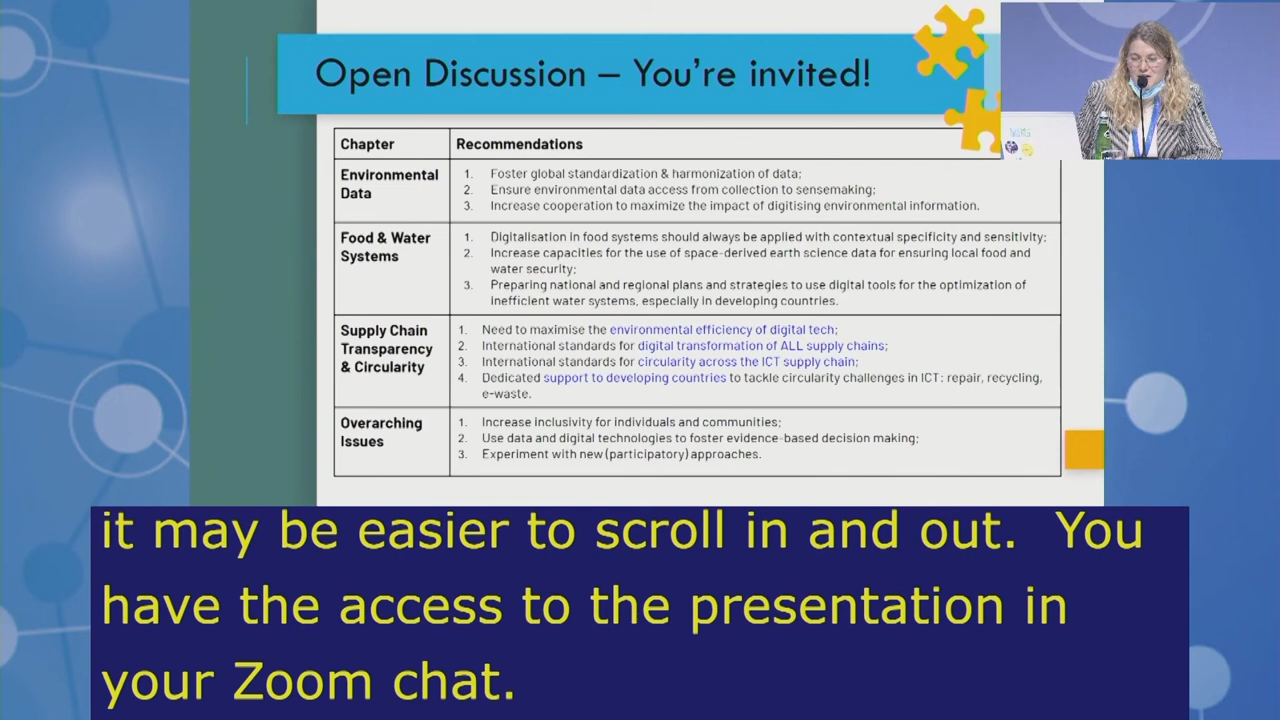 Open Discussion – You're invited!
Chapter Recommendations
Environmental
Data
1. Foster global standardization & harmonization of data;
2. Ensure environmental data access from collection to sensemaking;
3. Increase cooperation to maximize the impact of digitising environmental information.
Food & Water
Systems
1. Digitalisation in food systems should always be applied with contextual specificity and sensitivity;
2. Increase capacities for the use of space-derived earth science data for ensuring local food and
water security;
3. Preparing national and regional plans and strategies to use digital tools for the optimization of
inefficient water systems, especially in developing countries.
Supply Chain
Transparency
& Circularity
1. Need to maximise the environmental efficiency of digital tech;
2. International standards for digital transformation of ALL supply chains;
3. International standards for circularity across the ICT supply chain;
4. Dedicated support to developing countries to tackle circularity challenges in ICT: repair, recycling,
e-waste.
Overarching
Issues
1. Increase inclusivity for individuals and communities;
2. Use data and digital technologies to foster evidence-based decision making;
3. Experiment with new (participatory) approaches.
it may be easier to scroll in and out. You
have the access to the presentation in
your Zoom chat.